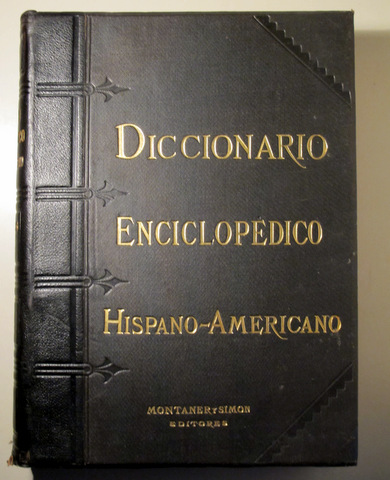 DICCIONARIO
ENCICLOPÉDICO
HISPANO-AMERICANO
MONTANER Y SIMON
EDITORES